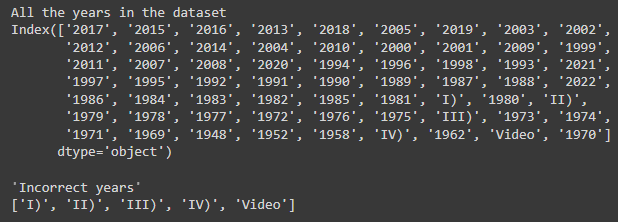 All the years in the dataset
Index(['2017', '2015', '2016', '2013', '2018', '2005', '2019', '2003', '2002',
'2012', '2006', '2014', '2004', '2010', '2000', '2001', '2009', '1999',
'2011', '2007', '2008', '2020', '1994', '1996', '1998', '1993', '2021',
'1997', '1995', '1992', '1991', '1990', '1989', '1987', '1988', '2022',
'1986', '1984', '1983', '1982', '1985', '1981', 'I)', '1980', 'II)',
'1979', '1978', '1977', '1972', '1976', '1975', 'III)', '1973', '1974',
'1971', '1969', '1948', '1952', '1958', 'IV)', '1962', 'Video', '1970']
dtype='object')
'Incorrect years'
['I)', 'II)', 'III)', 'IV)', 'Video']